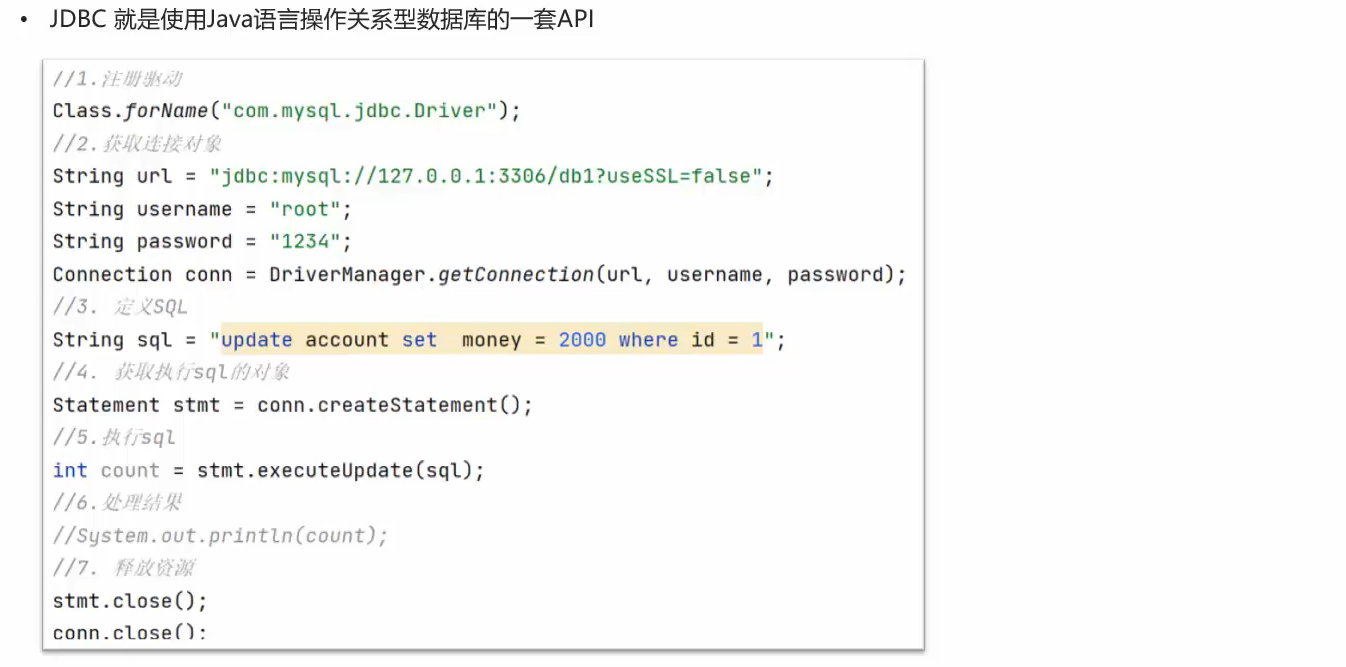 • JDBC 就是使用Java语言操作关系型数据库的一套API
//1.注册驱动
Class.forName("com.mysql.jdbc.Driver");
//2.获取连接对象
String url = "jdbc:mysql://127.0.0.1:3306/db1?useSSL=false";
String username = "root";
String password = "1234";
Connection conn = DriverManager.getConnection(url, username, password);
//3. 定义SQL
String sql = "update account set  money = 2000 where id = 1";
//4. 获取执行sql的对象
Statement stmt = conn.createStatement();
//5.执行sql
int count = stmt.executeUpdate(sql);
//6.处理结果
//System.out.println(count);
//7. 释放资源
stmt.close();
conn.close();